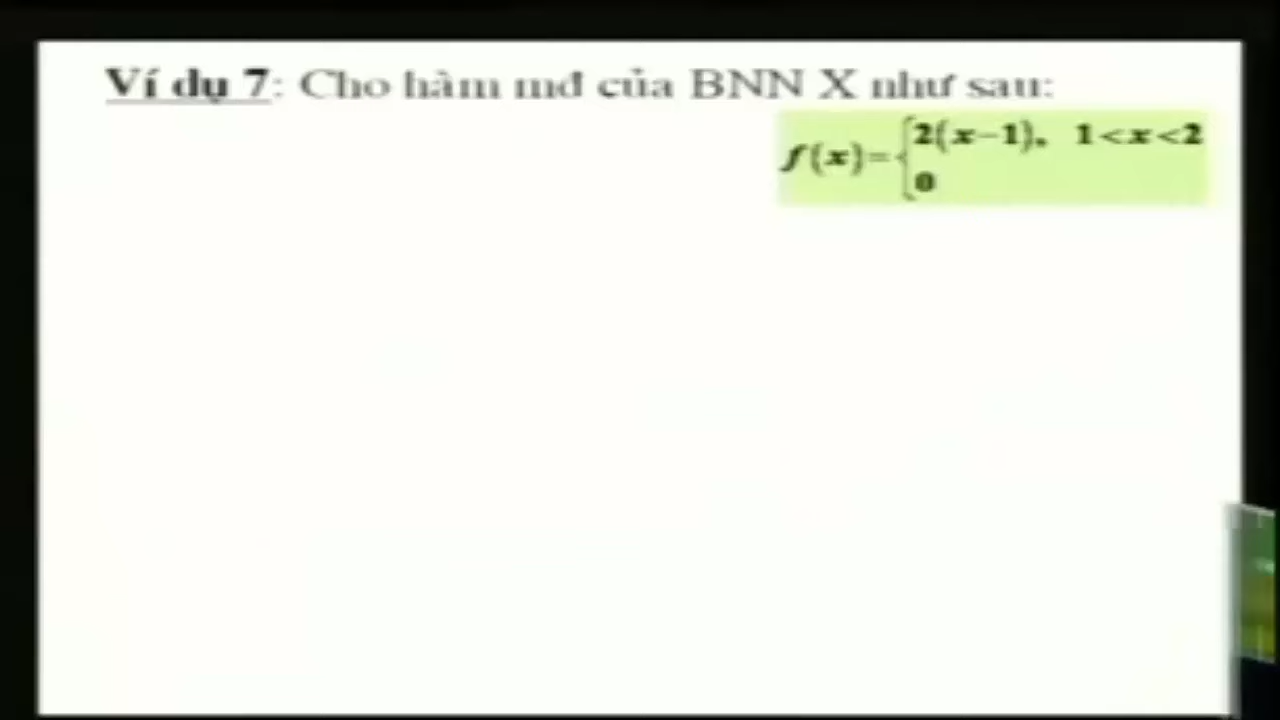 Ví dụ 7: Cho hàm mđ của BNN X như sau:
f(x)={2(x-1), 1<x<2
0